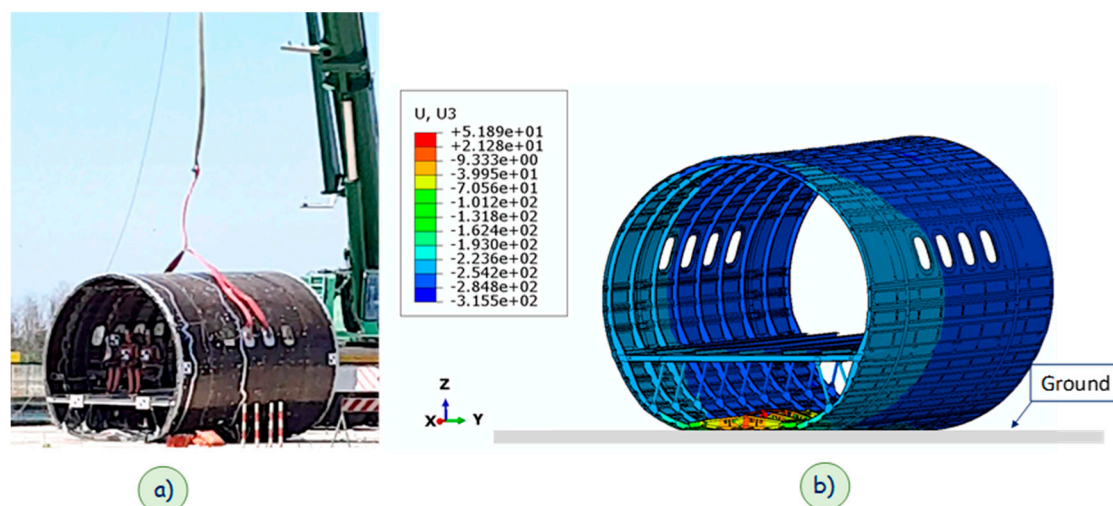 U, U3
+5.189e+01
+2.128e+01
-9.333e+00
-3.995e+01
-7.056e+01
-1.012e+02
-1.318e+02
-1.624e+02
-1.930e+02
-2.236e+02
-2.542e+02
-2.848e+02
-3.155e+02
Z
X
Y
Ground
a)
b)